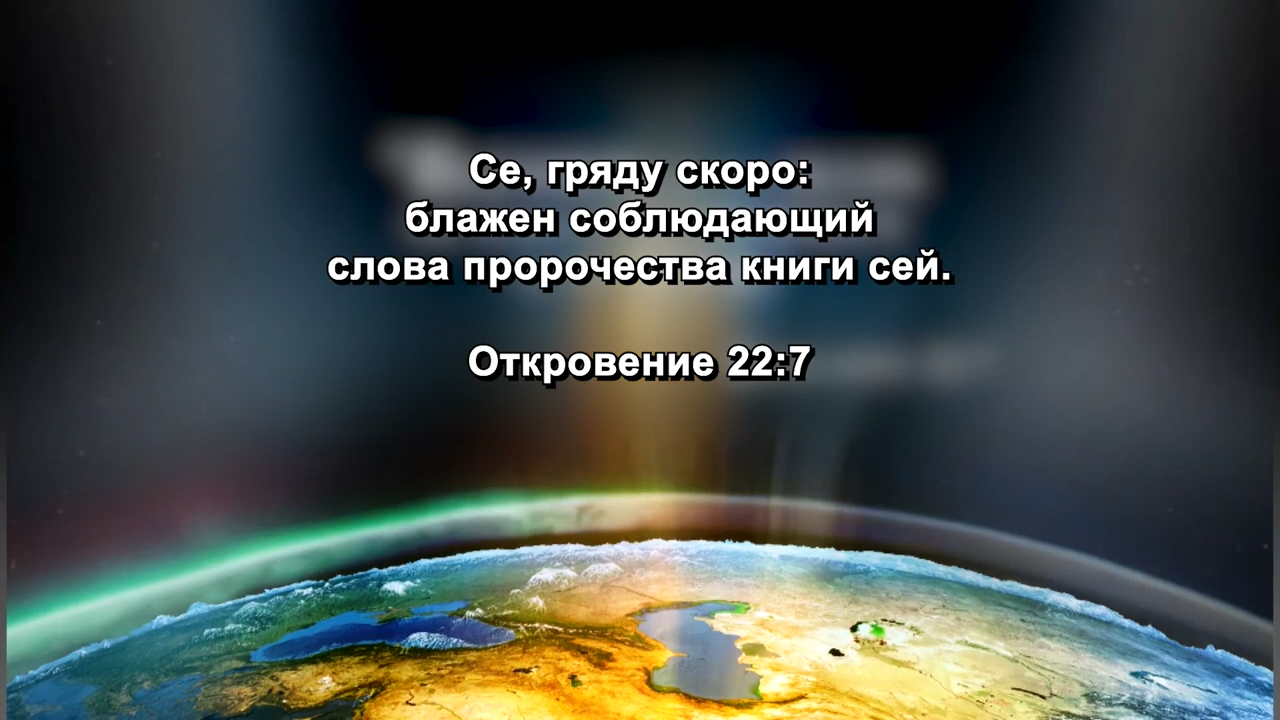 Се, гряду скоро:
блажен соблюдающий
слова пророчества книги сей.
Откровение 22:7